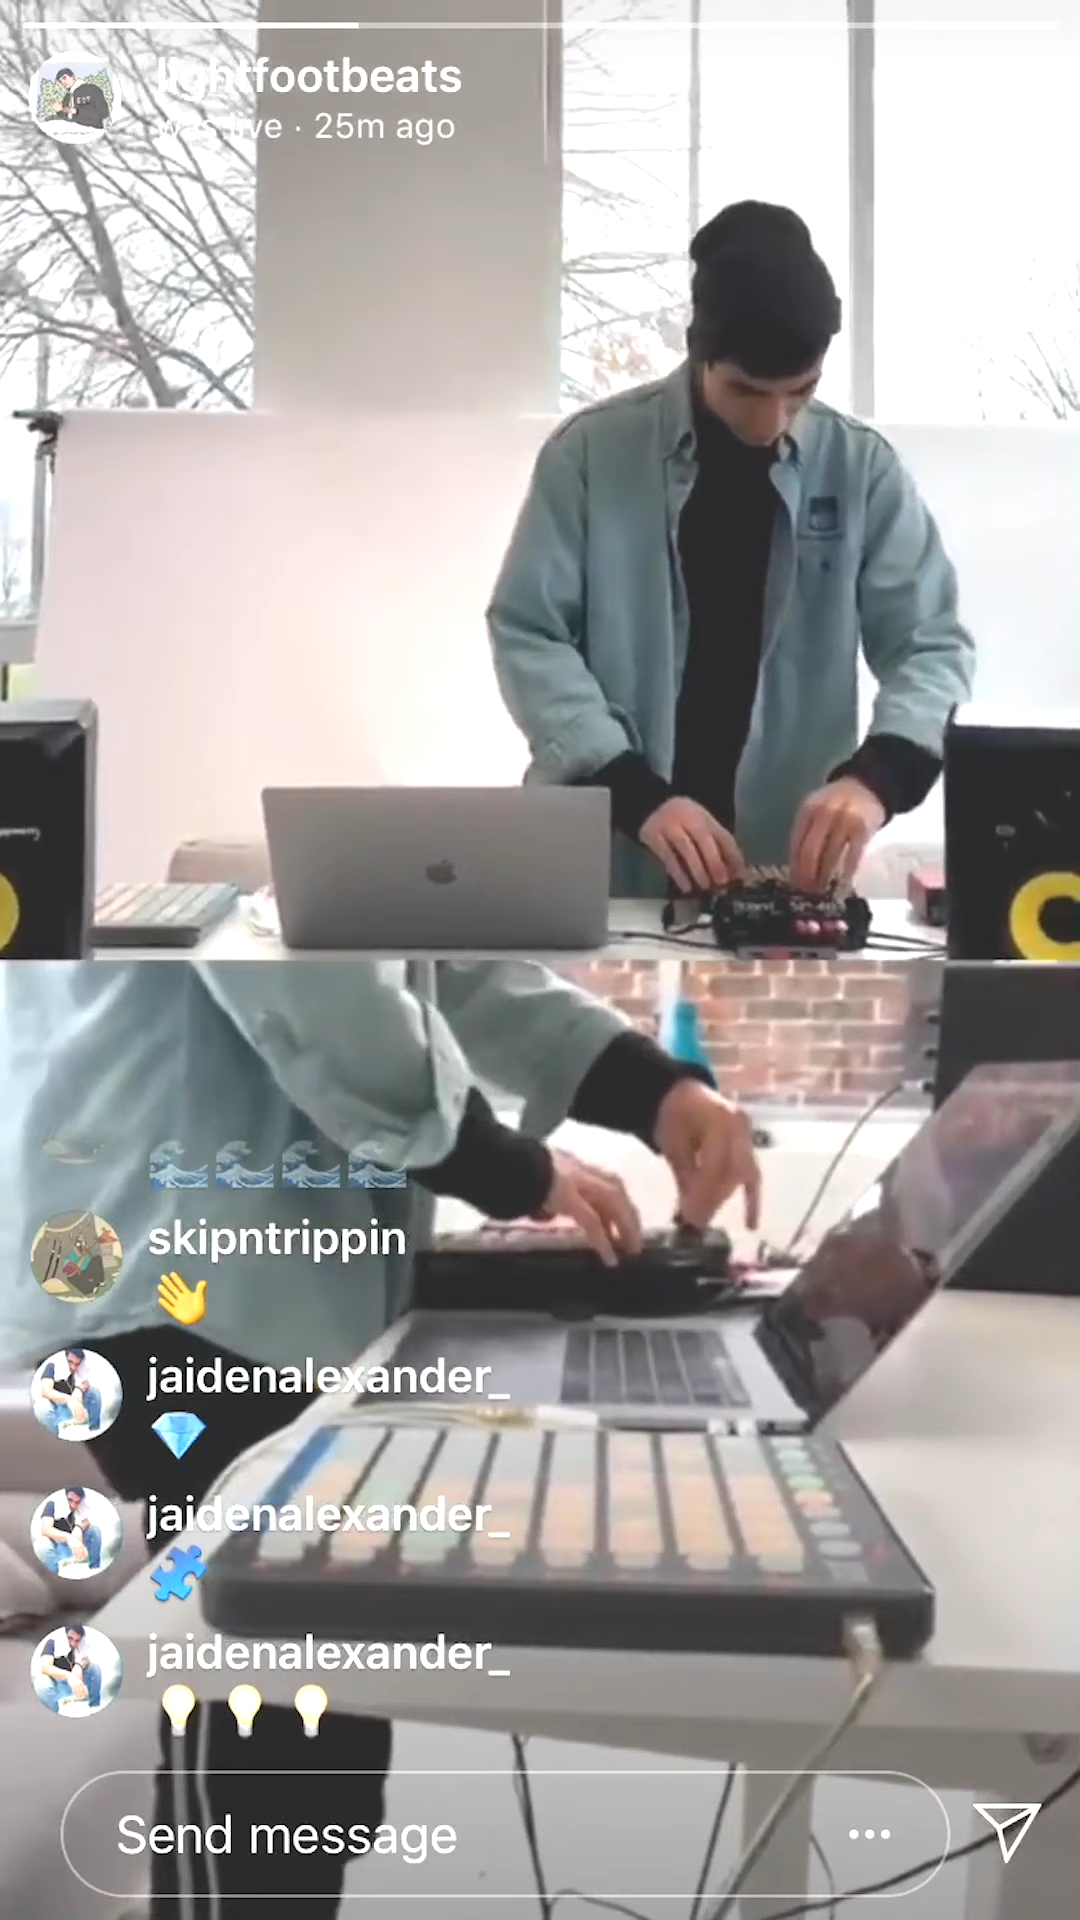 lightfootbeats
was live · 25m ago
🌊🌊🌊🌊
skipntrippin
👋
jaidenalexander_
💎
jaidenalexander_
🧩
jaidenalexander_
💡💡💡
Send message